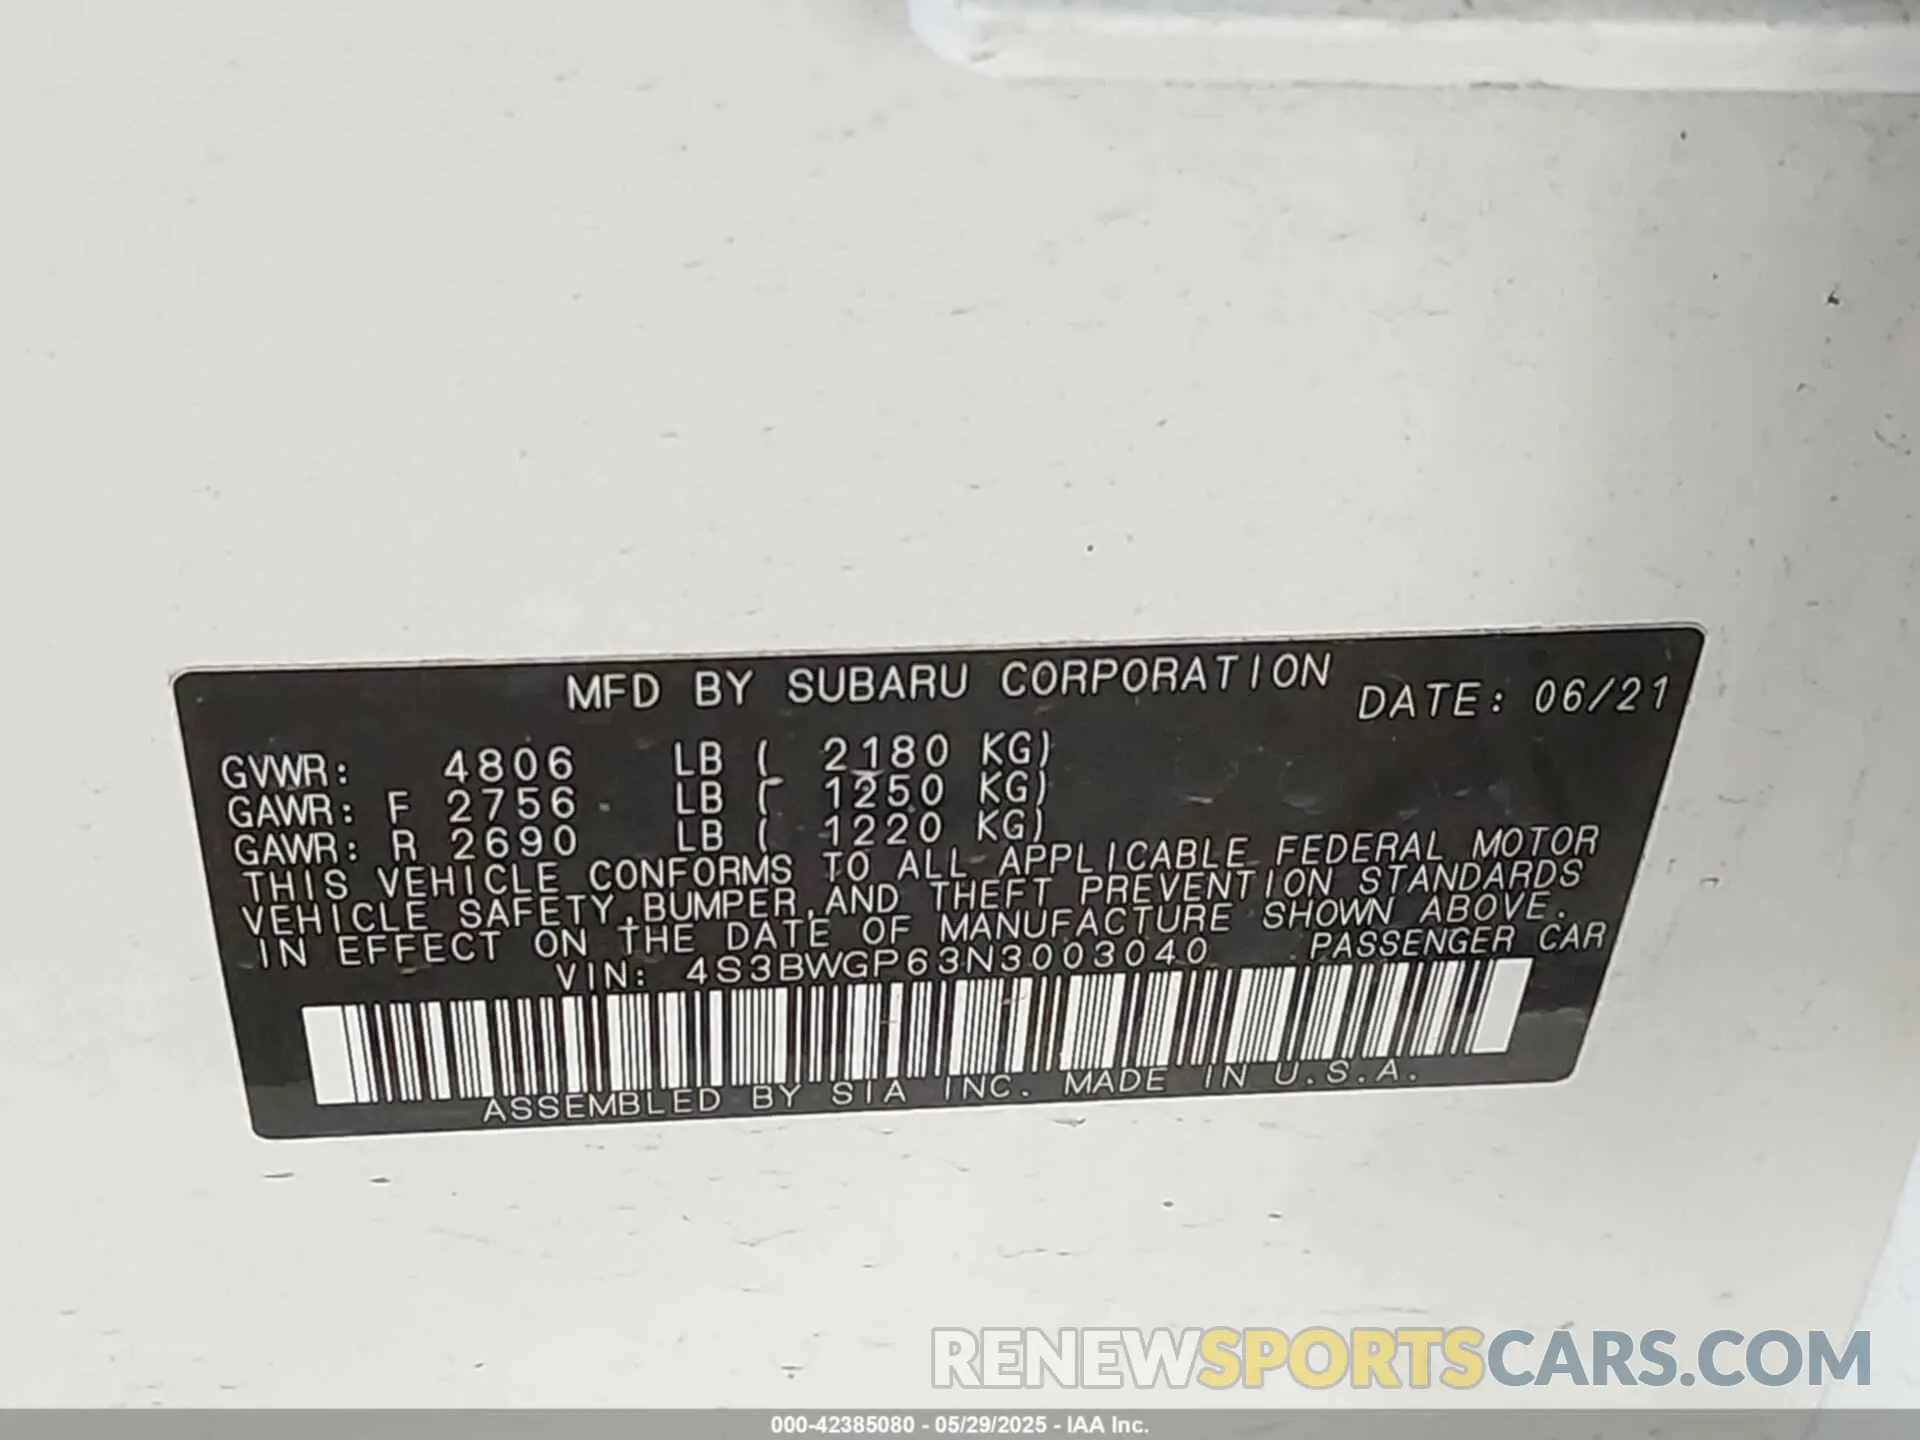 MFD BY SUBARU CORPORATION DATE: 06/21
GVWR: 4806 LB ( 2180 KG)
GAWR: F 2756 LB ( 1250 KG)
GAWR: R 2690 LB ( 1220 KG)
THIS VEHICLE CONFORMS TO ALL APPLICABLE FEDERAL MOTOR
VEHICLE SAFETY,BUMPER,AND THEFT PREVENTION STANDARDS
IN EFFECT ON THE DATE OF MANUFACTURE SHOWN ABOVE.
VIN: 4S3BWGP63N3003040 PASSENGER CAR
ASSEMBLED BY SIA INC. MADE IN U.S.A.
RENEWSPORTSCARS.COM
000-42385080 - 05/29/2025 - IAA Inc.